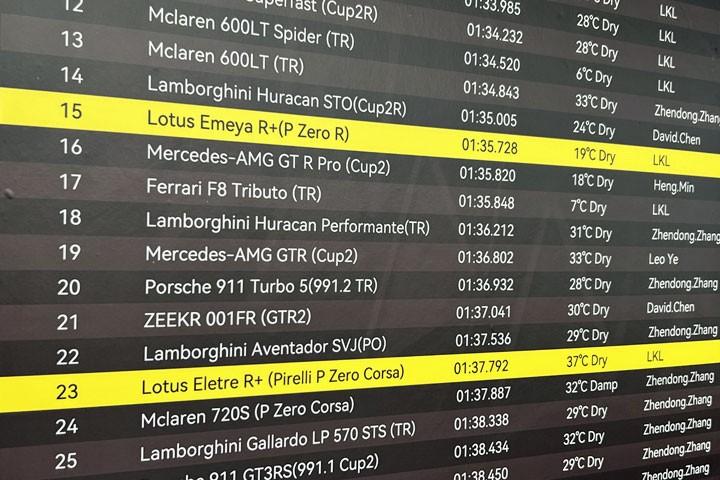 (Cup2R) 01:34.232 28℃ Dry LKL
01:33.985 28℃ Dry LKL
12 Mclaren 600LT Spider (TR) 01:34.520 6℃ Dry LKL
13 Mclaren 600LT (TR) 01:34.843 33℃ Dry Zhendong.Zhan
14 Lamborghini Huracan STO(Cup2R) 01:35.005 24℃ Dry David.Chen
15 Lotus Emeya R+(P Zero R) 01:35.728 19℃ Dry LKL
16 Mercedes-AMG GT R Pro (Cup2) 01:35.820 18℃ Dry Heng.Min
17 Ferrari F8 Tributo (TR) 01:35.848 7℃ Dry LKL
18 Lamborghini Huracan Performante(TR) 01:36.212 31℃ Dry Zhendong.Zhang
19 Mercedes-AMG GTR (Cup2) 01:36.802 33℃ Dry Leo Ye
20 Porsche 911 Turbo 5(991.2 TR) 01:36.932 28℃ Dry Zhendong.Zhang
21 ZEEKR 001FR (GTR2) 01:37.041 30℃ Dry David.Chen
22 Lamborghini Aventador SVJ(PO) 01:37.536 29℃ Dry Zhendong.Zhang
23 Lotus Eletre R+ (Pirelli P Zero Corsa) 01:37.792 37℃ Dry LKL
24 Mclaren 720S (P Zero Corsa) 01:37.887 32℃ Damp Zhendong.Zhang
25 Lamborghini Gallardo LP 570 STS (TR) 01:38.338 29℃ Dry Zhendong.Zhang
911 GT3RS(991.1 Cup2) 01:38.434 32℃ Dry Zhendong.Zhang
01:38.450 29℃ Dry Zhendong.Zhang